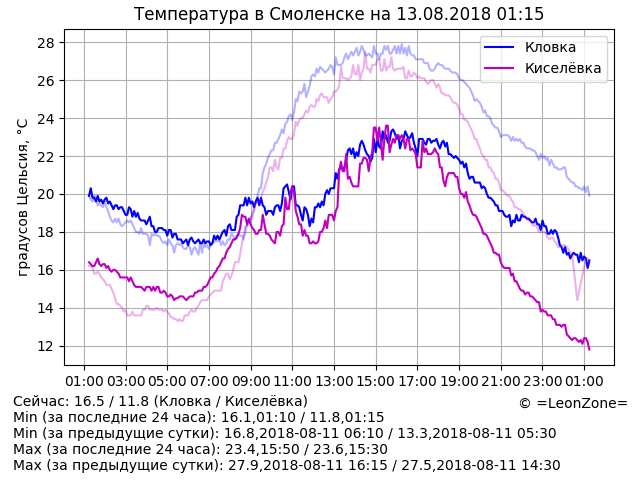 Температура в Смоленске на 13.08.2018 01:15
28
26
24
22
20
18
16
14
12
градусов Цельсия, °C
Кловка
Киселёвка
01:00 03:00 05:00 07:00 09:00 11:00 13:00 15:00 17:00 19:00 21:00 23:00 01:00
Сейчас: 16.5 / 11.8 (Кловка / Киселёвка)
© =LeonZone=
Min (за последние 24 часа): 16.1,01:10 / 11.8,01:15
Min (за предыдущие сутки): 16.8,2018-08-11 06:10 / 13.3,2018-08-11 05:30
Max (за последние 24 часа): 23.4,15:50 / 23.6,15:30
Max (за предыдущие сутки): 27.9,2018-08-11 16:15 / 27.5,2018-08-11 14:30